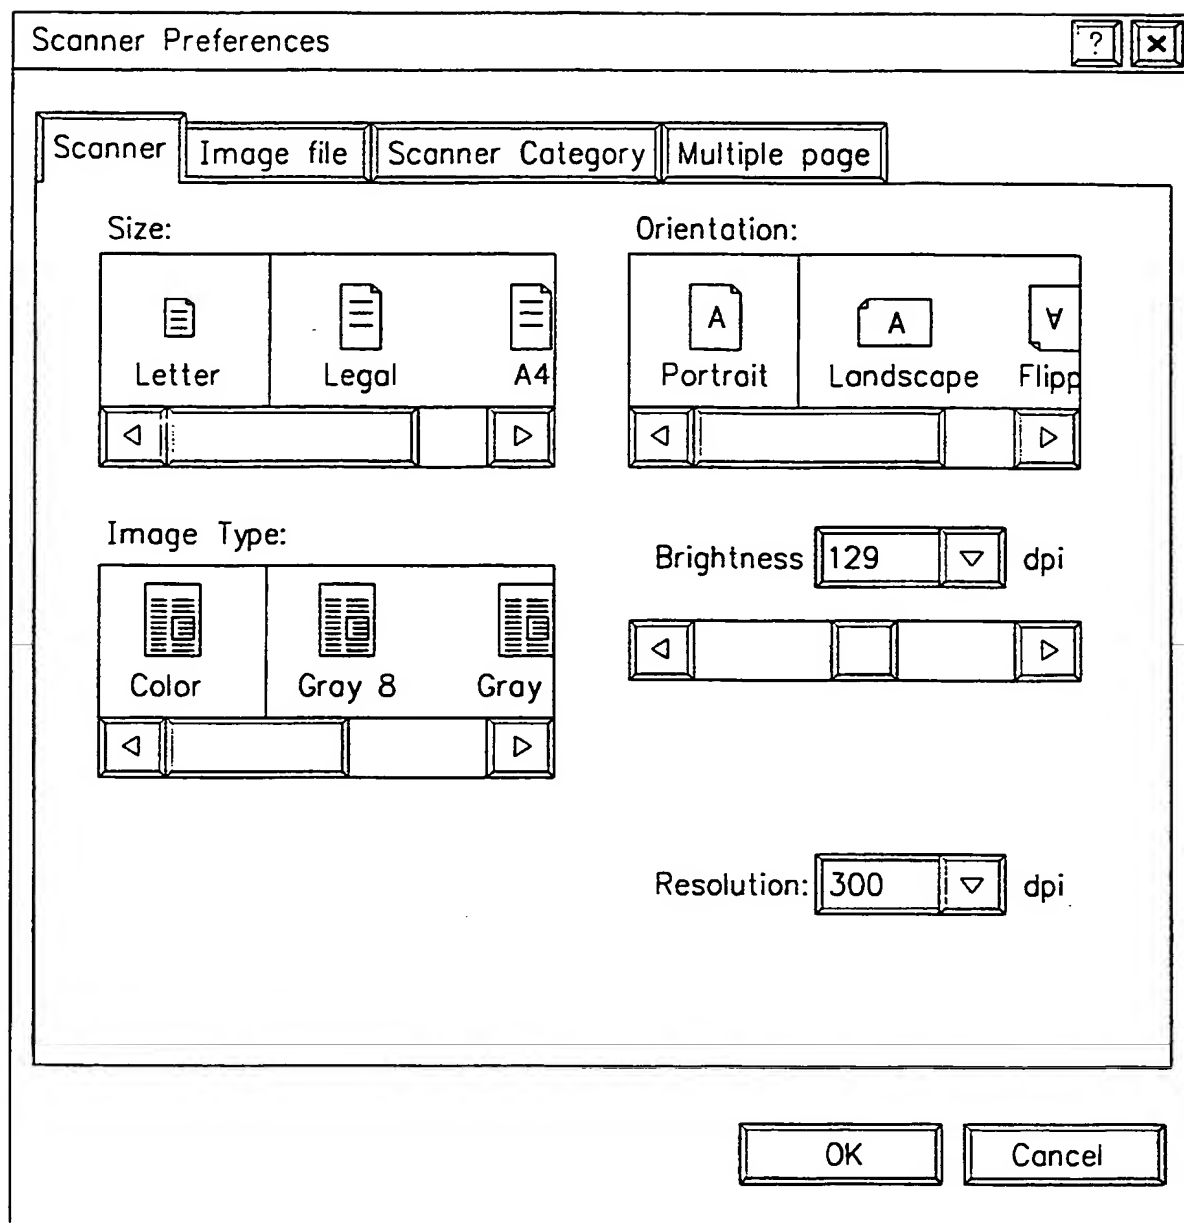 Scanner Preferences ?
Scanner Image file Scanner Category Multiple page
Size:
Letter Legal A4
Orientation:
A A A
Portrait Landscape Flipp
Image Type:
Color Gray 8 Gray
Brightness 129 dpi
Resolution: 300 dpi
OK Cancel